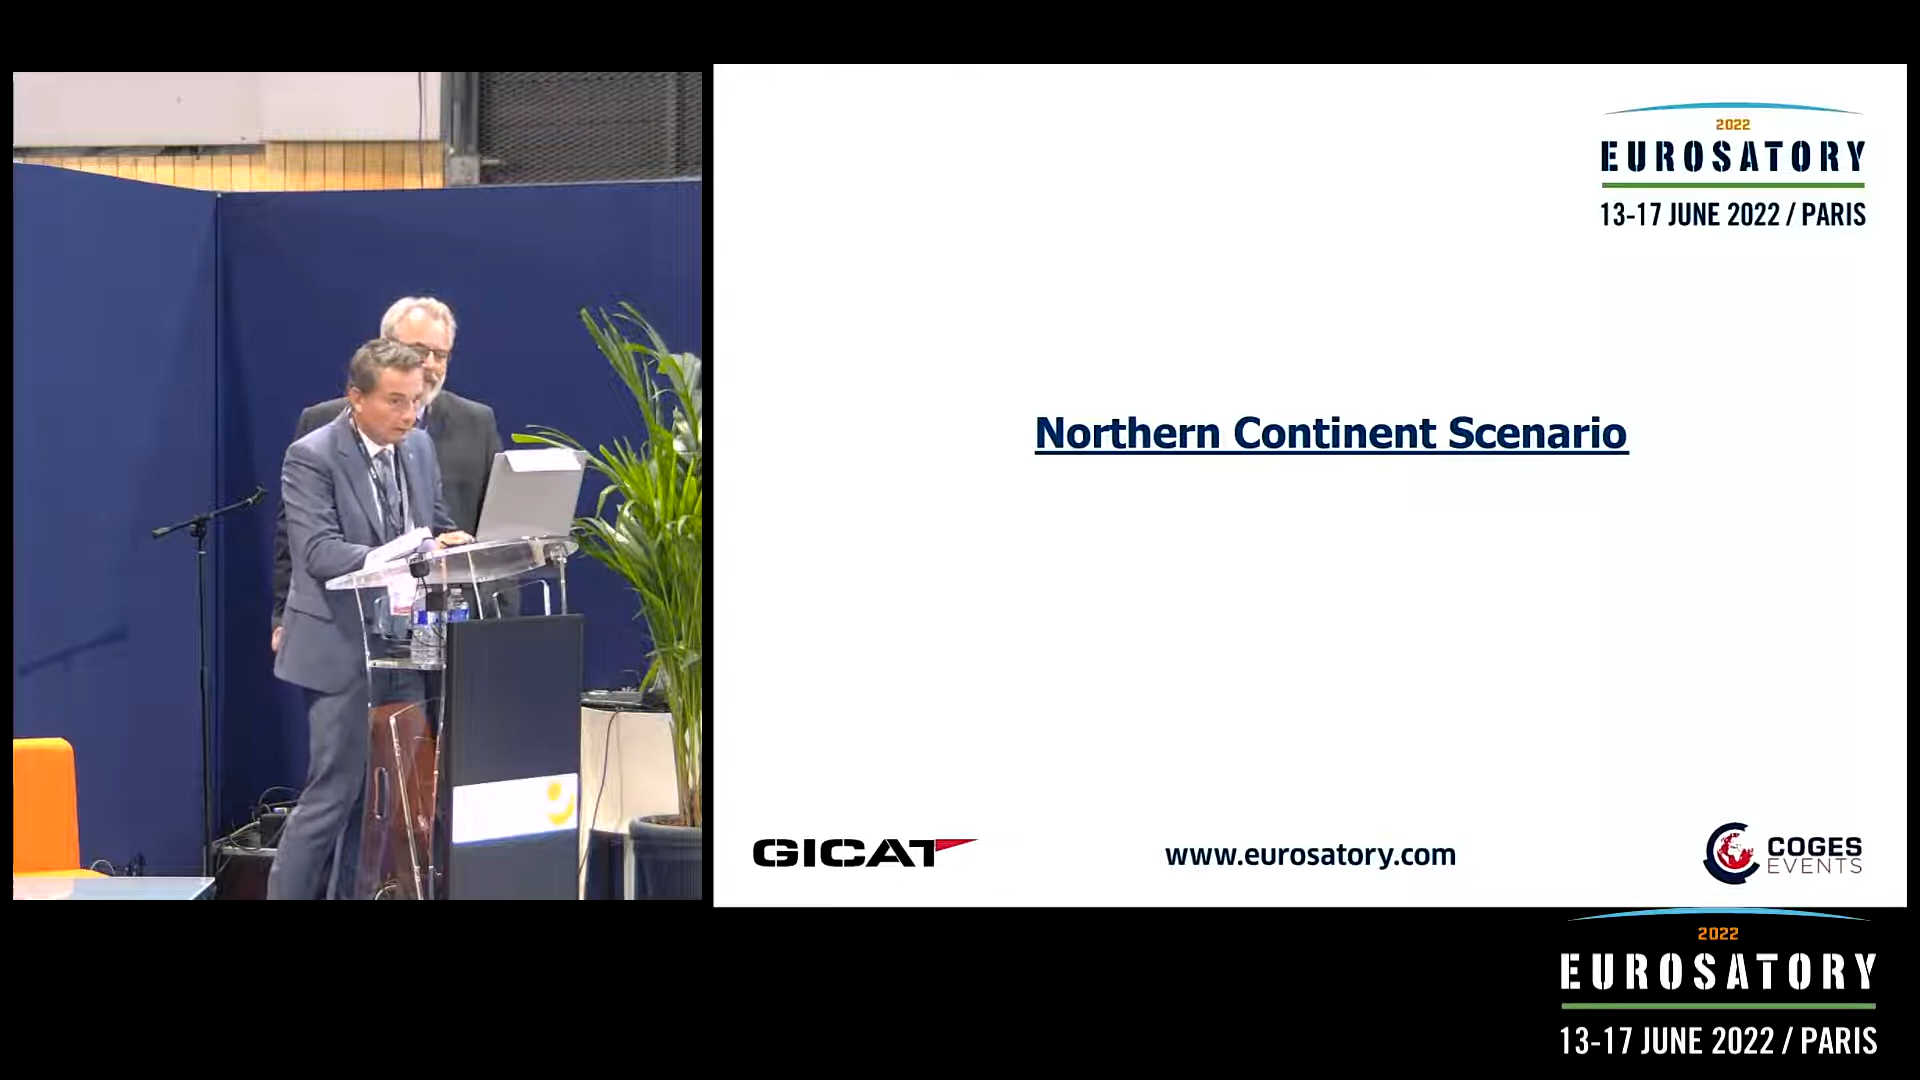 2022
EUROSATORY
13-17 JUNE 2022 / PARIS
Northern Continent Scenario
GICAT
www.eurosatory.com
COGES
EVENTS
2022
EUROSATORY
13-17 JUNE 2022 / PARIS